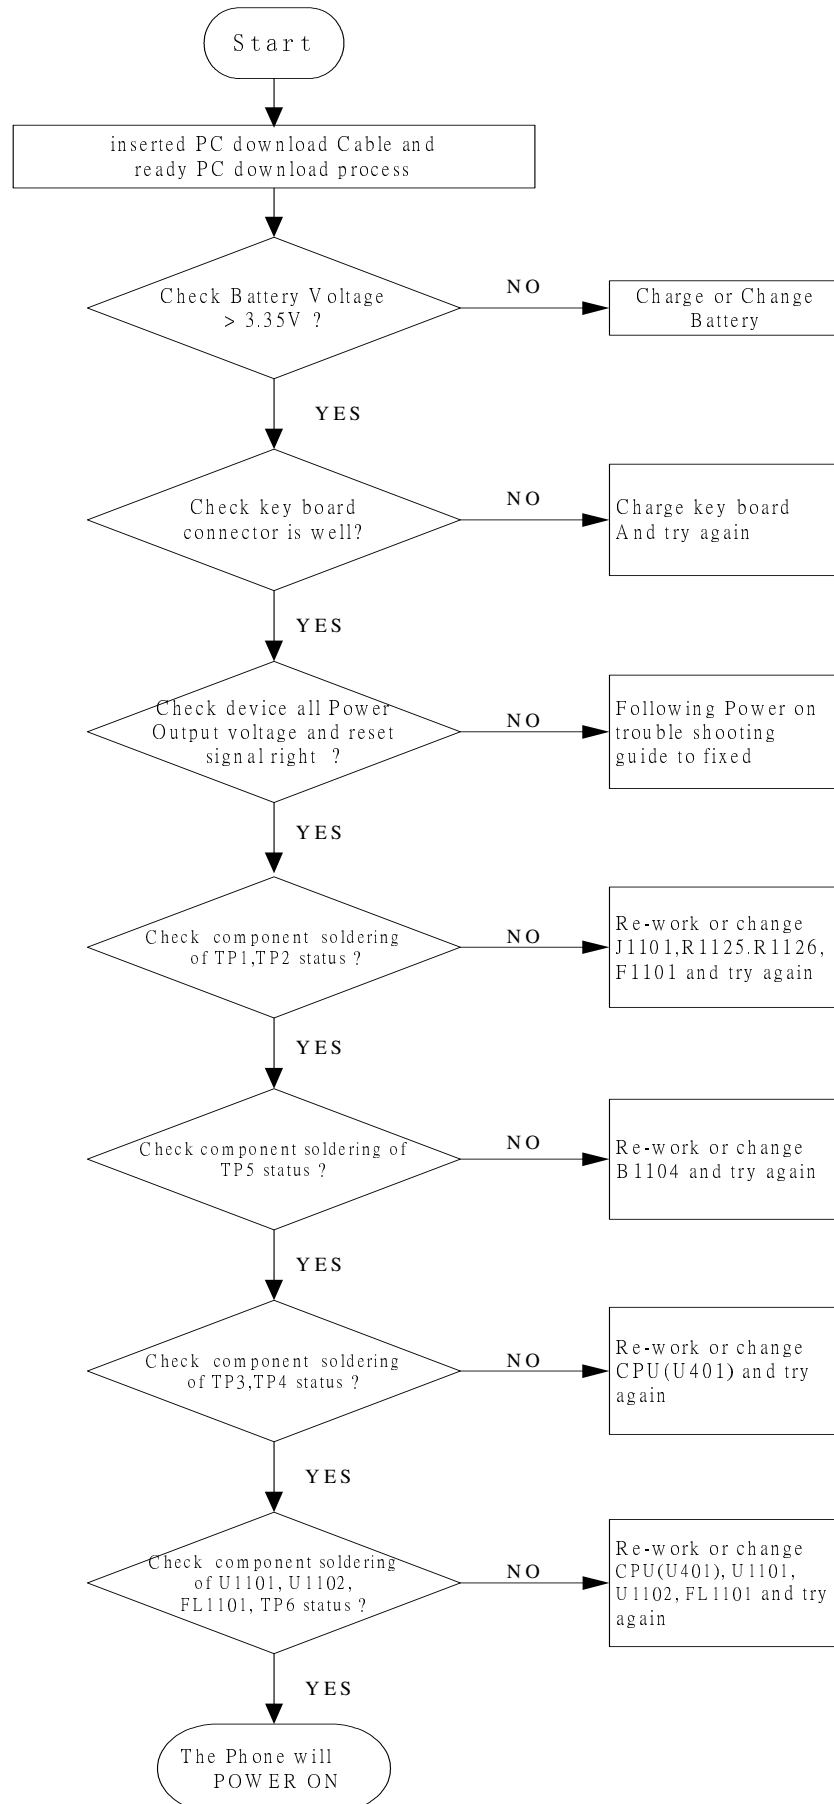 Start
inserted PC download Cable and
ready PC download process
Check Battery Voltage
> 3.35V ?
NO
Charge or Change
Battery
YES
Check key board
connector is well?
NO
Charge key board
And try again
YES
Check device all Power
Output voltage and reset
signal right ?
NO
Following Power on
trouble shooting
guide to fixed
YES
Check component soldering
of TP1,TP2 status ?
NO
Re-work or change
J1101,R1125.R1126,
F1101 and try again
YES
Check component soldering of
TP5 status ?
NO
Re-work or change
B1104 and try again
YES
Check component soldering
of TP3,TP4 status ?
NO
Re-work or change
CPU(U401) and try
again
YES
Check component soldering
of U1101, U1102,
FL1101, TP6 status ?
NO
Re-work or change
CPU(U401), U1101,
U1102, FL1101 and try
again
YES
The Phone will
POWER ON